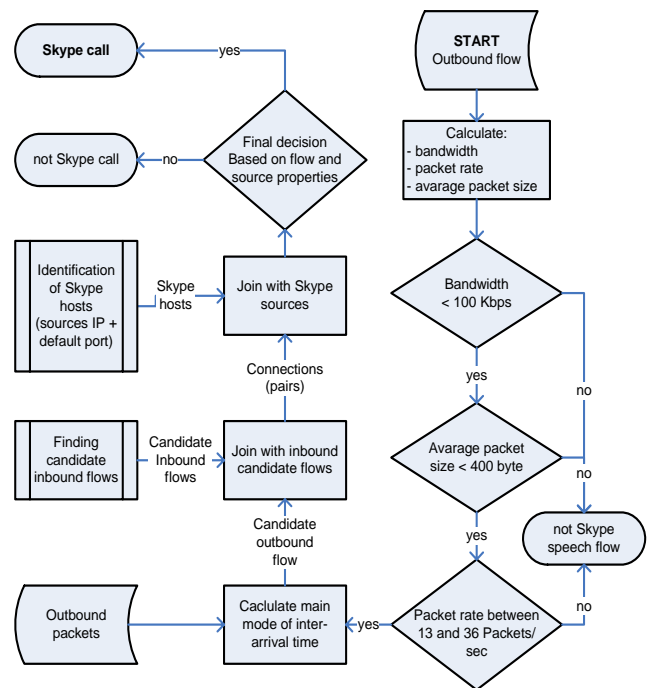 START
Outbound flow
Calculate:
- bandwidth
- packet rate
- avarage packet size
Bandwidth
< 100 Kbps
no
yes
Avarage packet
size < 400 byte
no
yes
not Skype
speech flow
Packet rate between
13 and 36 Packets/
sec
no
yes
Caclulate main
mode of inter-
arrival time
Outbound
packets
Candidate
outbound
flow
Join with inbound
candidate flows
Finding
candidate
inbound flows
Candidate
Inbound
flows
Connections
(pairs)
Join with Skype
sources
Identification
of Skype
hosts
(sources IP +
default port)
Skype
hosts
Final decision
Based on flow and
source properties
no
not Skype call
yes
Skype call